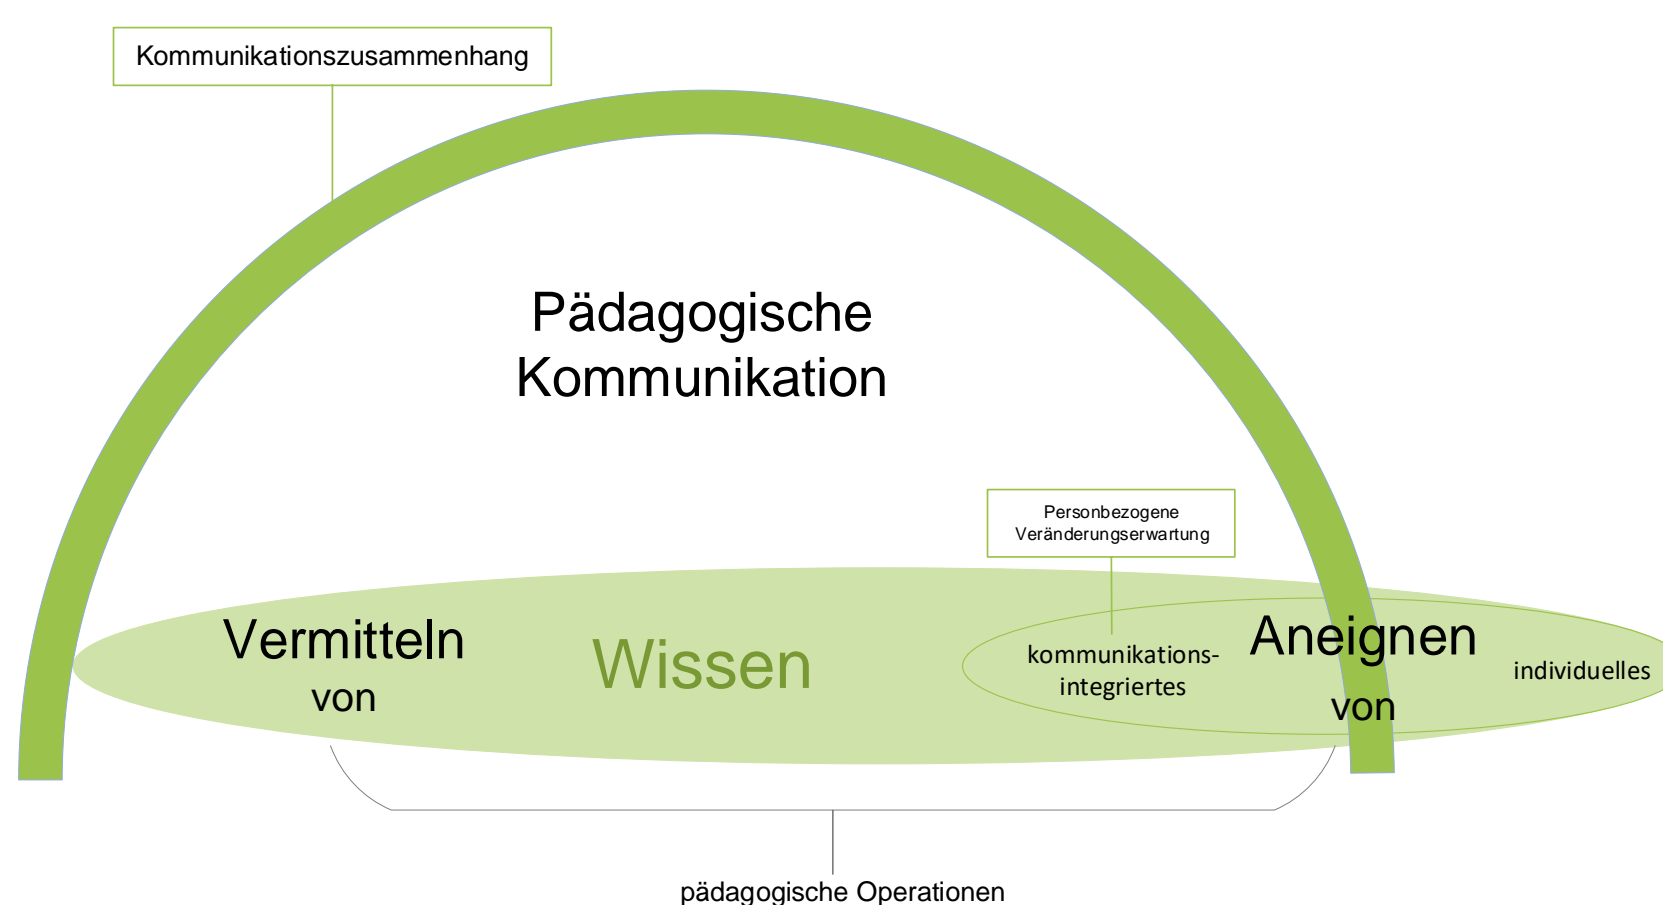 Kommunikationszusammenhang
Pädagogische
Kommunikation
Personbezogene
Veränderungserwartung
Vermitteln
von
Wissen
kommunikations-
integriertes
Aneignen
von
individuelles
pädagogische Operationen